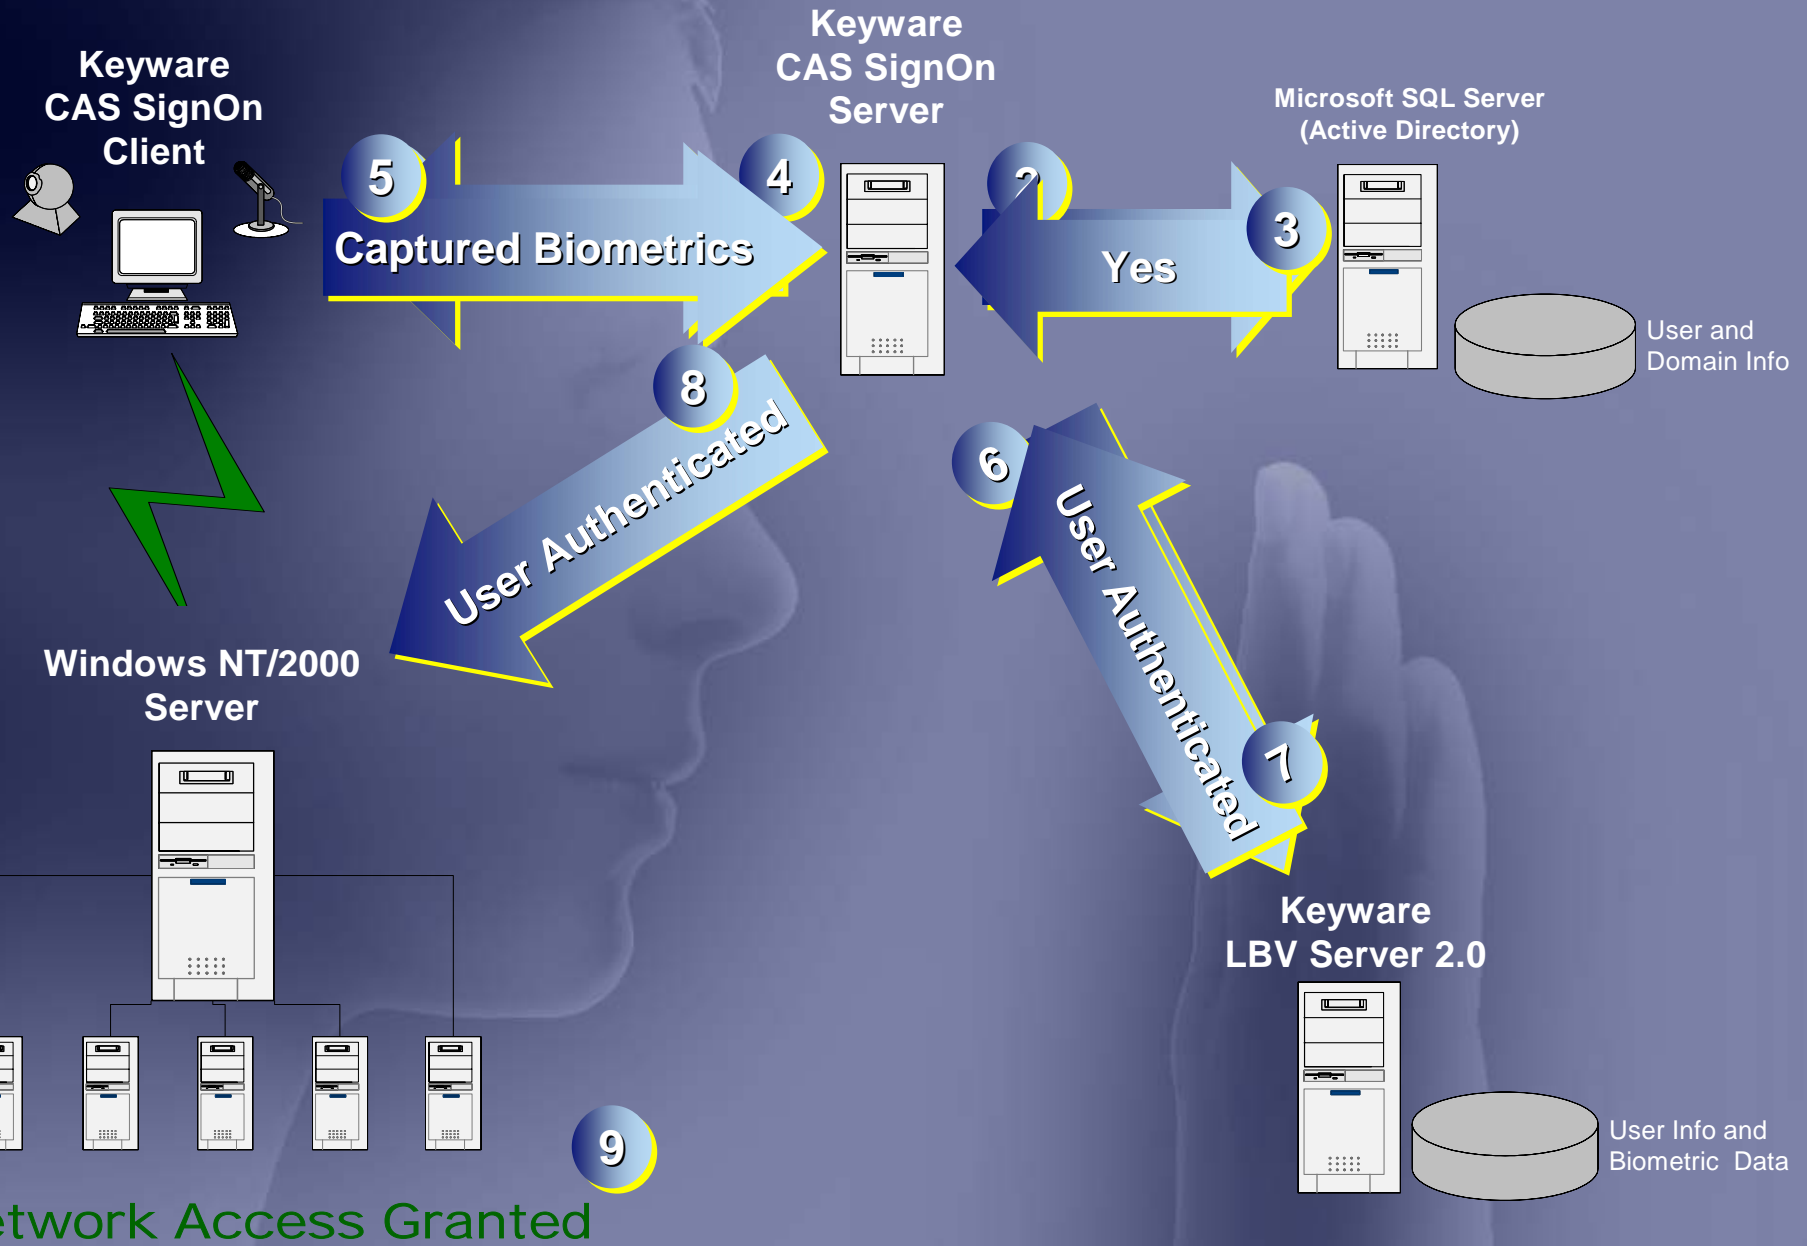 Keyware
CAS SignOn
Client
Keyware
CAS SignOn
Server
Microsoft SQL Server
(Active Directory)
5
4
2
3
Captured Biometrics
Yes
User and
Domain Info
8
User Authenticated
6
User Authenticated
7
Windows NT/2000
Server
Keyware
LBV Server 2.0
User Info and
Biometric Data
9
etwork Access Granted